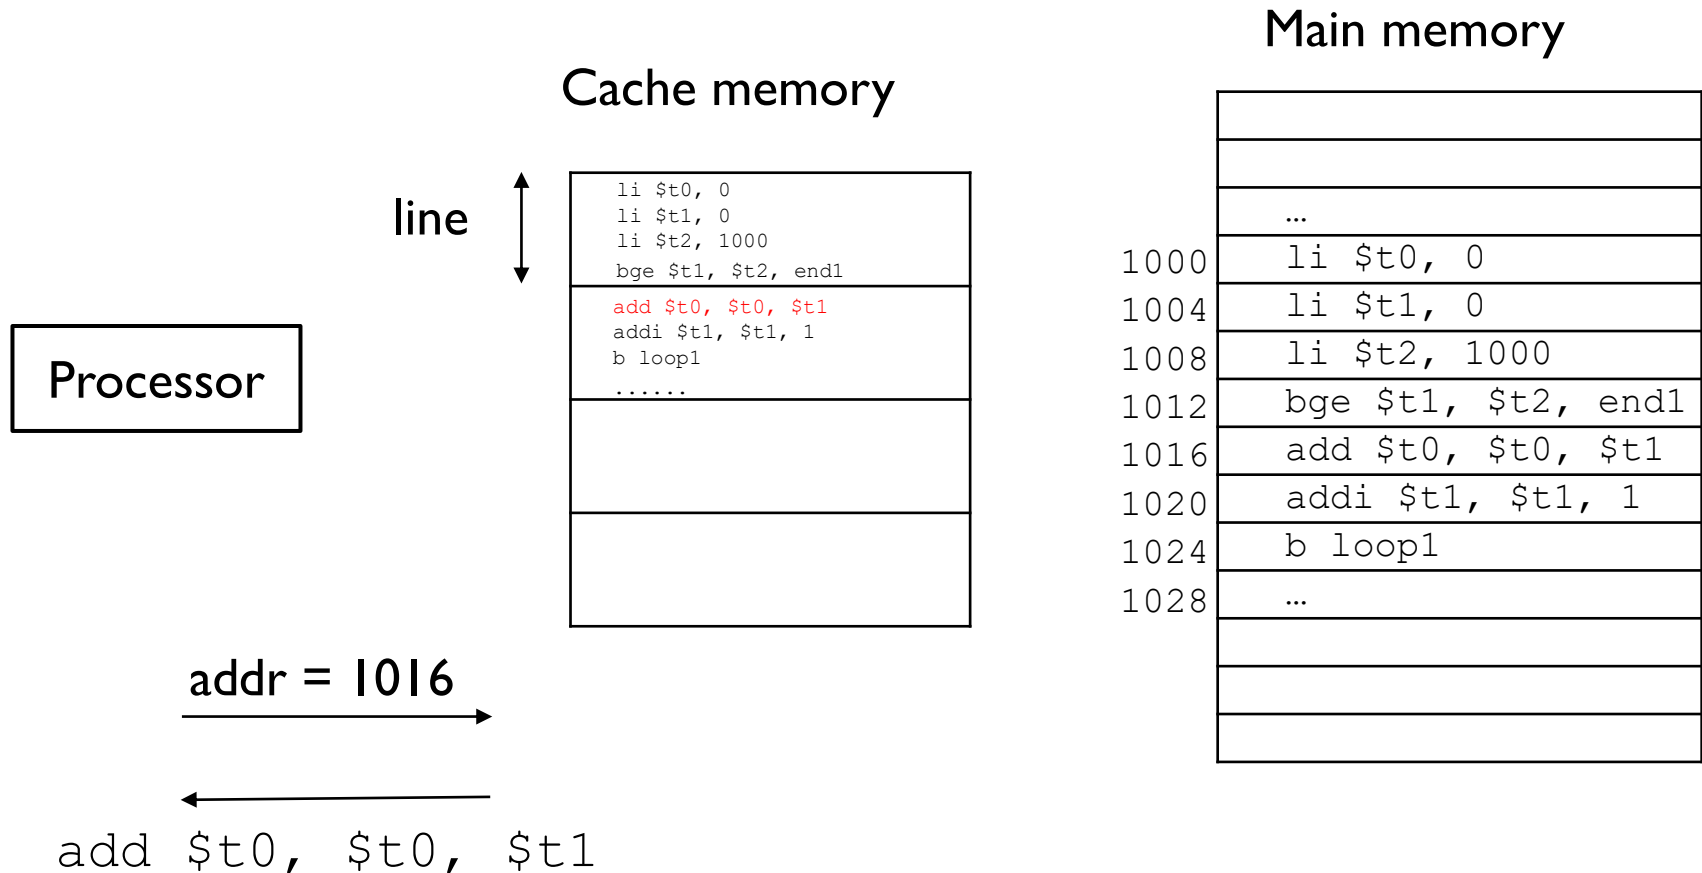 Main memory
Cache memory
line
li $t0, 0
li $t1, 0
li $t2, 1000
bge $t1, $t2, end1
add $t0, $t0, $t1
addi $t1, $t1, 1
b loop1
......
Processor
…
1000 li $t0, 0
1004 li $t1, 0
1008 li $t2, 1000
1012 bge $t1, $t2, end1
1016 add $t0, $t0, $t1
1020 addi $t1, $t1, 1
1024 b loop1
1028 …
addr = 1016
add $t0, $t0, $t1